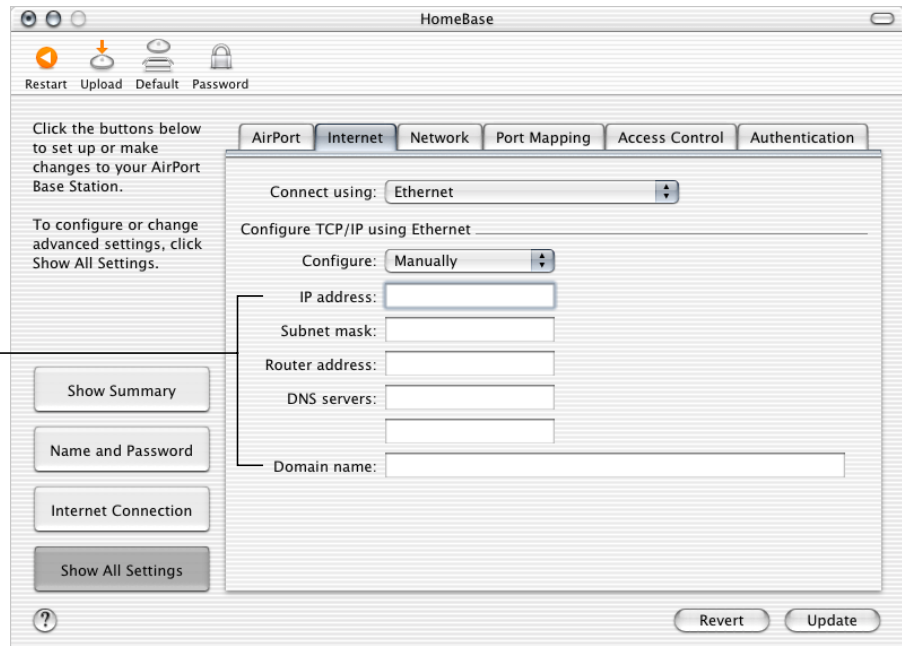 HomeBase
Restart Upload Default Password
Click the buttons below
to set up or make
changes to your AirPort
Base Station.
To configure or change
advanced settings, click
Show All Settings.
Show Summary
Name and Password
Internet Connection
Show All Settings
AirPort Internet Network Port Mapping Access Control Authentication
Connect using: Ethernet
Configure TCP/IP using Ethernet
Configure: Manually
IP address:
Subnet mask:
Router address:
DNS servers:
Domain name:
?
Revert Update